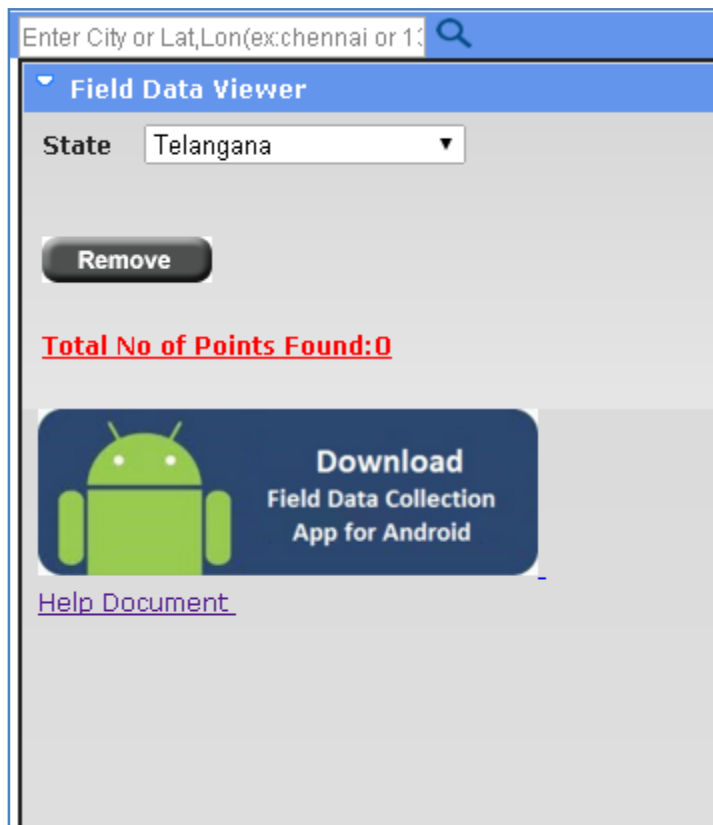 Enter City or Lat,Lon(ex:chennai or 13
Field Data Viewer
State Telangana
Remove
Total No of Points Found:0
Download
Field Data Collection
App for Android
Help Document